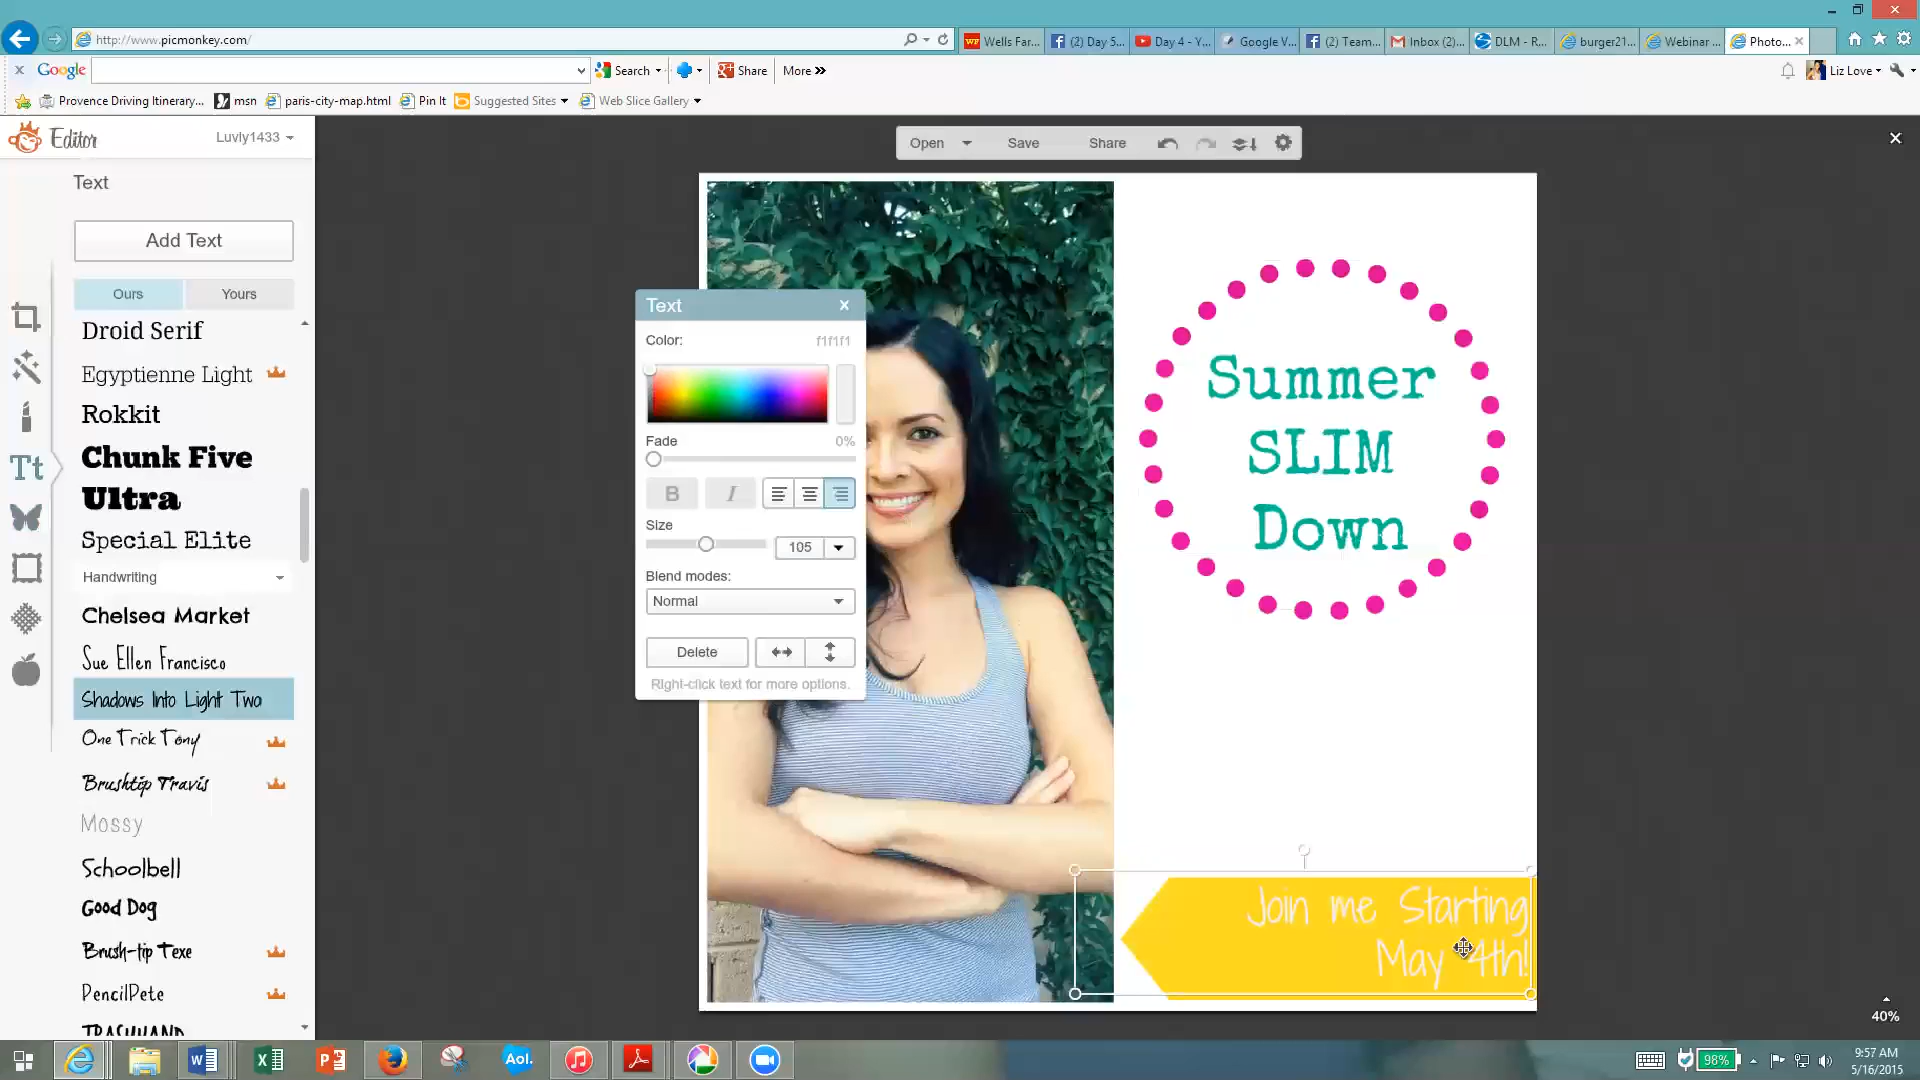 http://www.picmonkey.com/
Wells Far...
(2) Day 5...
Day 4 - Y...
Google V...
(2) Team...
Inbox (2)...
DLM - R...
burger21...
Webinar ...
Photo...
Google
Search
Share
More »
Liz Love
Provence Driving Itinerary...
msn
paris-city-map.html
Pin It
Suggested Sites
Web Slice Gallery
Editor
Luvly1433
Open
Save
Share
Text
Add Text
Ours
Yours
Droid Serif
Egyptienne Light
Rokkit
Chunk Five
Ultra
Special Elite
Handwriting
Chelsea Market
Sue Ellen Francisco
Shadows Into Light Two
One Trick Tony
Brushtip Travis
Mossy
Schoolbell
Good Dog
Brush-tip Texe
PencilPete
TRASHHAND
Text
Color:
f1f1f1
Fade
0%
B
I
Size
105
Blend modes:
Normal
Delete
Right-click text for more options.
Summer
SLIM
Down
Join me Starting
May 4th!
40%
Aol.
98%
9:57 AM
5/16/2015